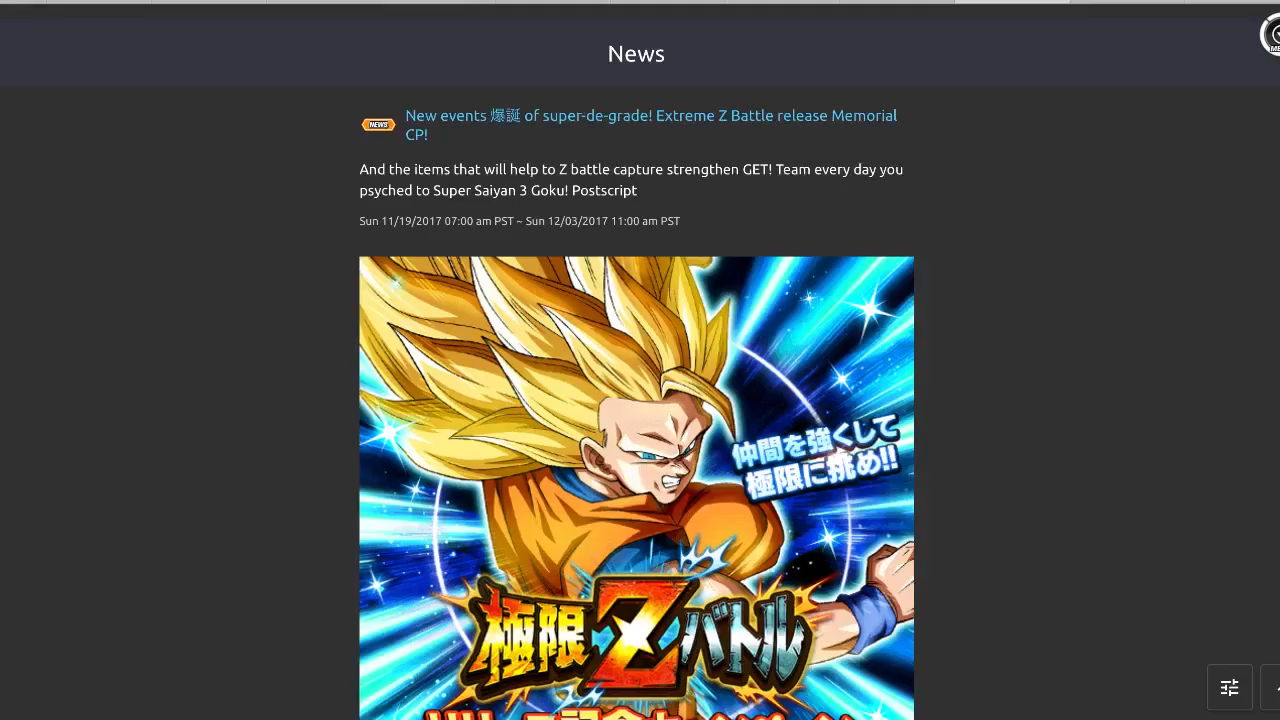 News
NEWS
New events 爆誕 of super-de-grade! Extreme Z Battle release Memorial
CP!
And the items that will help to Z battle capture strengthen GET! Team every day you
psyched to Super Saiyan 3 Goku! Postscript
Sun 11/19/2017 07:00 am PST ~ Sun 12/03/2017 11:00 am PST
仲間を強くして
極限に挑め!!
極限Zバトル